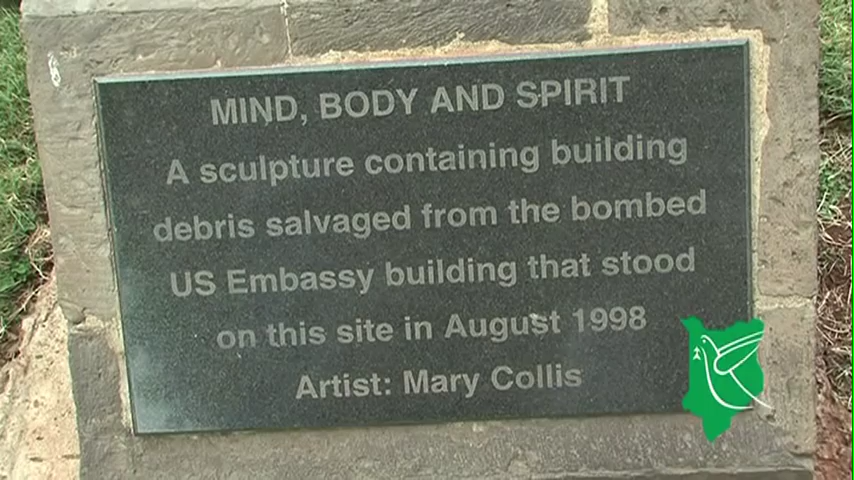 MIND, BODY AND SPIRIT
A sculpture containing building
debris salvaged from the bombed
US Embassy building that stood
on this site in August 1998
Artist: Mary Collis